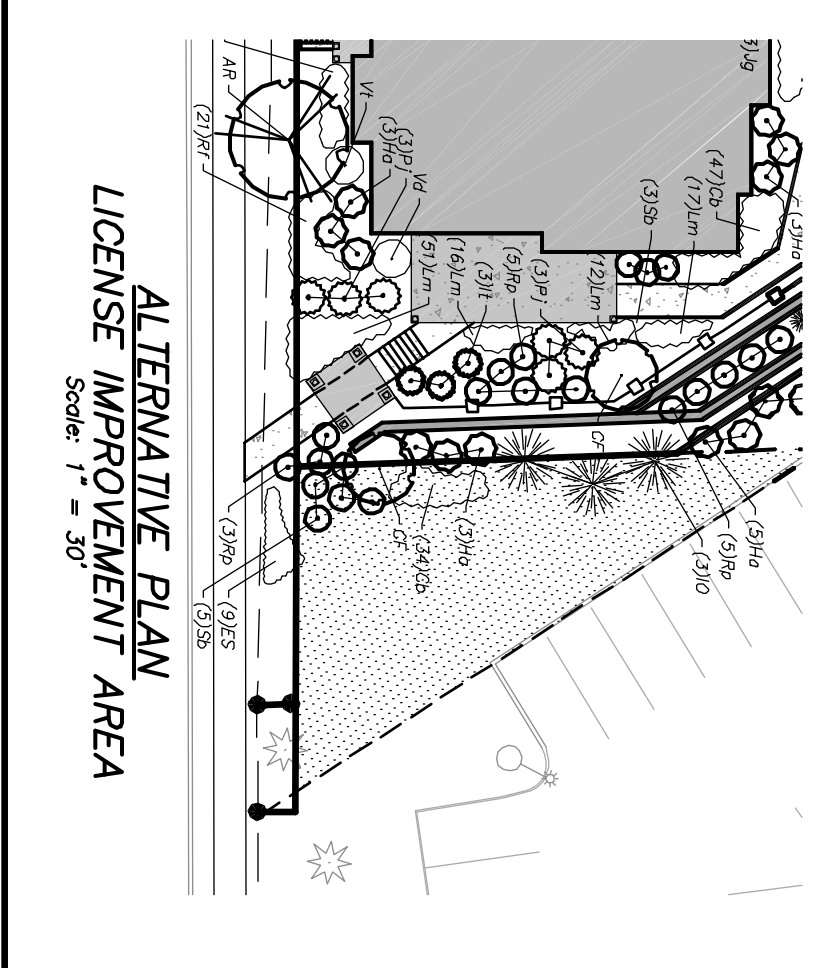 ALTERNATIVE PLAN
LICENSE IMPROVEMENT AREA
Scale: 1" = 30'
AR
(21)Rf
Vt
(3)Ha
(3)Pj
Vd
(51)Lm
(16)Lm
(3)It
(5)Rp
(3)Pj
(12)Lm
(3)Sb
(17)Lm
(47)Cb
(3)Ha
CF
CF
(34)Cb
(3)Ha
(3)IO
(5)Rp
(5)Ha
(3)Rp
(9)ES
(5)Sb